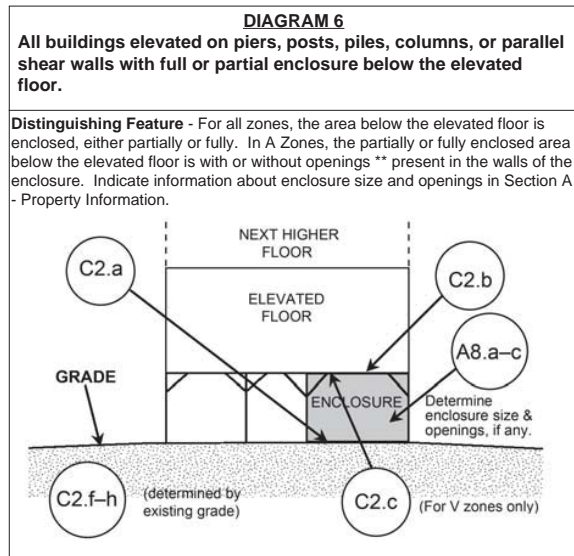 DIAGRAM 6
All buildings elevated on piers, posts, piles, columns, or parallel
shear walls with full or partial enclosure below the elevated
floor.
Distinguishing Feature - For all zones, the area below the elevated floor is
enclosed, either partially or fully. In A Zones, the partially or fully enclosed area
below the elevated floor is with or without openings ** present in the walls of the
enclosure. Indicate information about enclosure size and openings in Section A
- Property Information.
NEXT HIGHER
FLOOR
C2.a
C2.b
ELEVATED
FLOOR
A8.a–c
GRADE
ENCLOSURE
Determine
enclosure size &
openings, if any.
C2.f–h
(determined by
existing grade)
C2.c
(For V zones only)